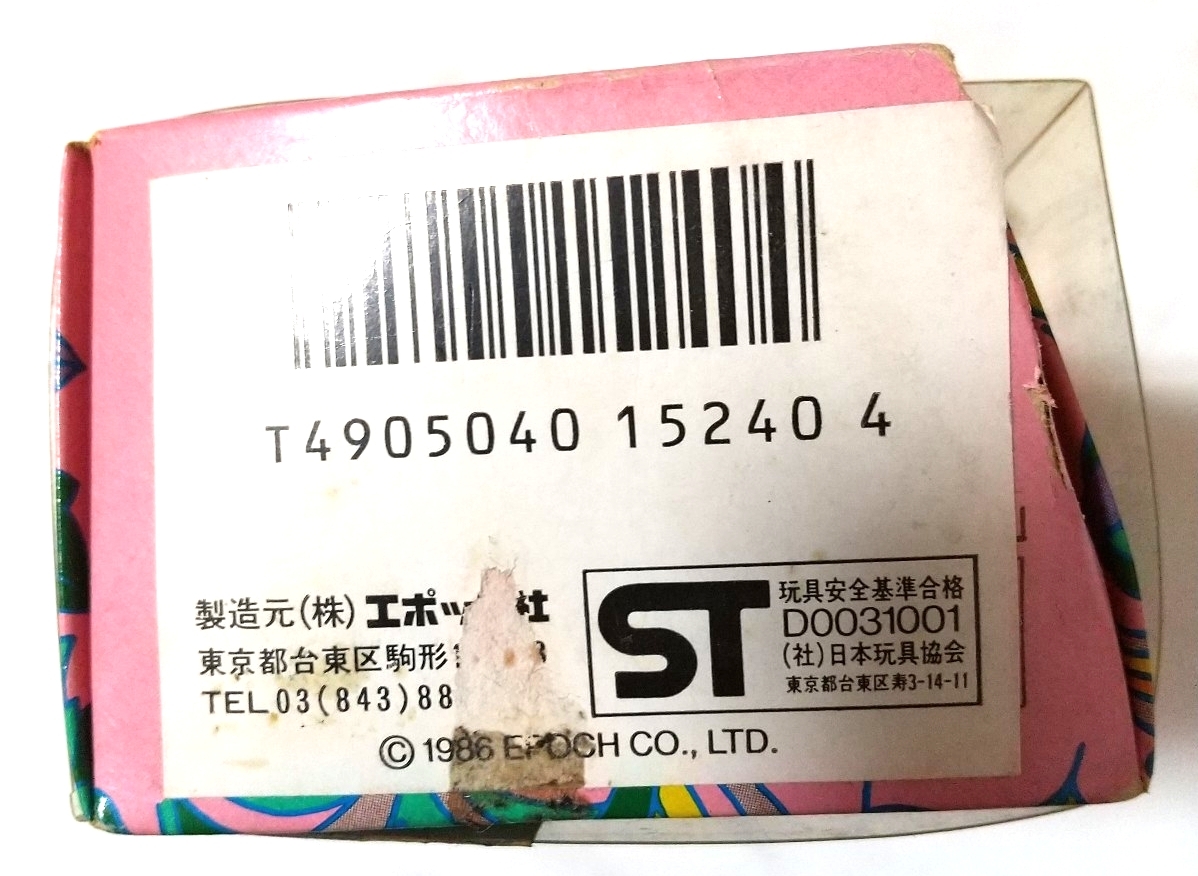 T4905040 15240 4
製造元(株)エポッ 社
東京都台東区駒形
TEL03(843)88
© 1986 EPOCH CO., LTD.
ST
玩具安全基準合格
D0031001
(社)日本玩具協会
東京都台東区寿3-14-11